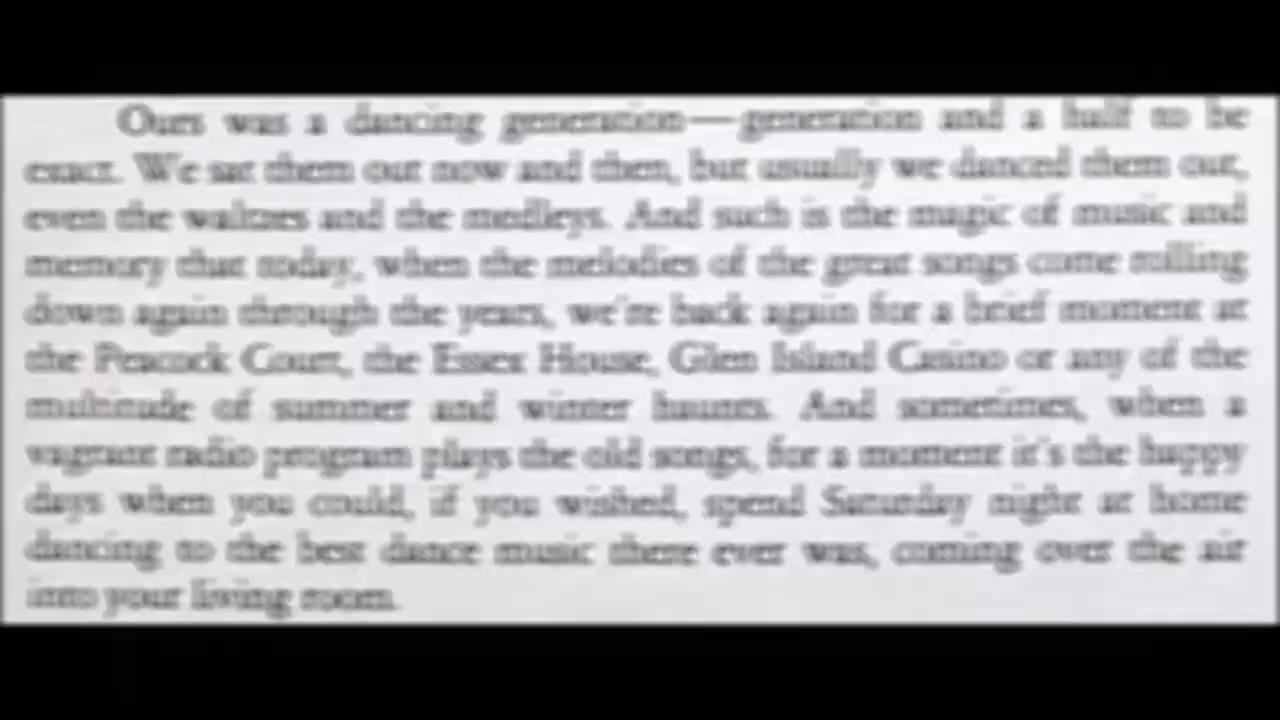 Ours was a dancing generation—generation and a half to be
exact. We sat them out now and then, but usually we danced them out,
even the waltzes and the medleys. And such is the magic of music and
memory that today, when the melodies of the great songs come rolling
down again through the years, we're back again for a brief moment at
the Peacock Court, the Essex House, Glen Island Casino or any of the
multitude of summer and winter haunts. And sometimes, when a
vagrant radio program plays the old songs, for a moment it's the happy
days when you could, if you wished, spend Saturday night at home
dancing to the best dance music there ever was, coming over the air
into your living room.